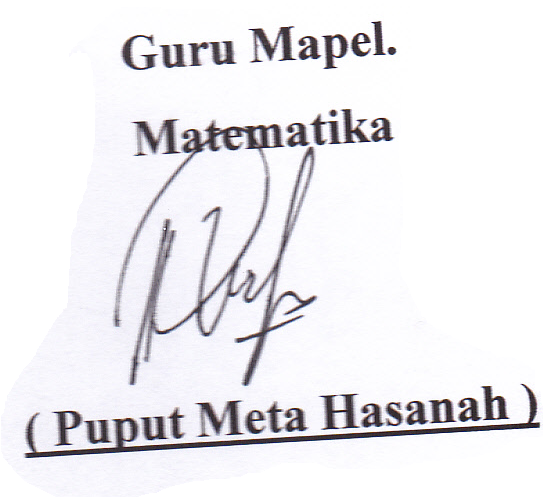 Guru Mapel.
Matematika
( Puput Meta Hasanah )